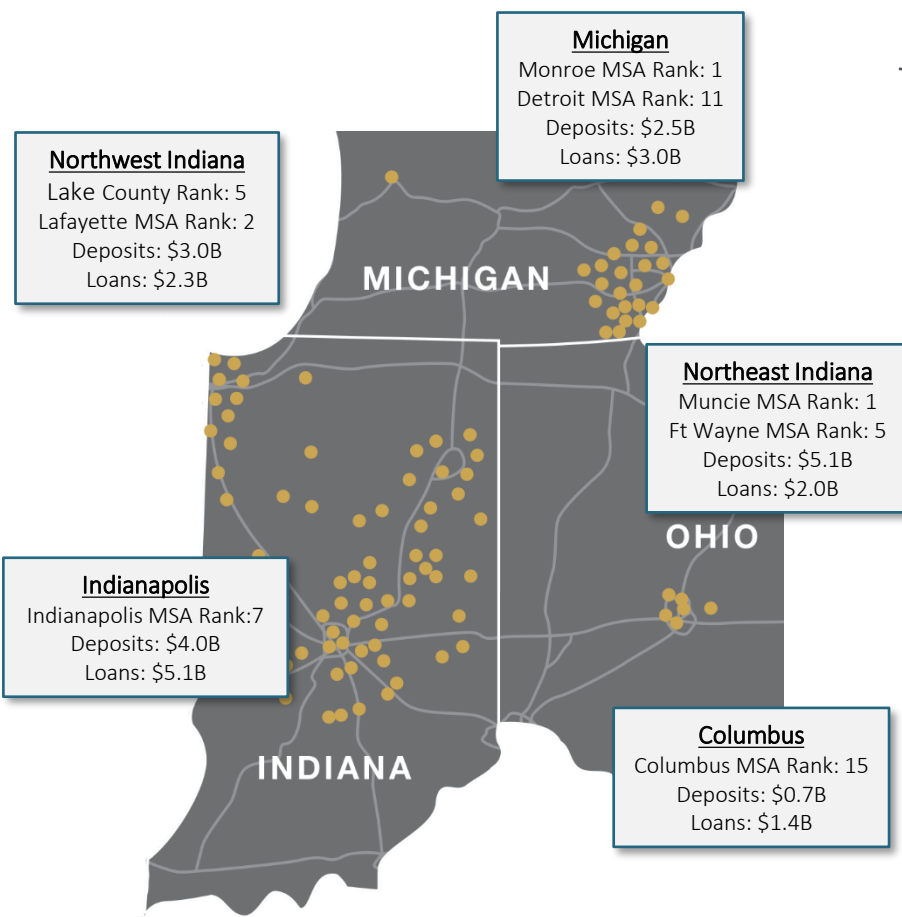 Michigan
Monroe MSA Rank: 1
Detroit MSA Rank: 11
Deposits: $2.5B
Loans: $3.0B
Northwest Indiana
Lake County Rank: 5
Lafayette MSA Rank: 2
Deposits: $3.0B
Loans: $2.3B
MICHIGAN
Northeast Indiana
Muncie MSA Rank: 1
Ft Wayne MSA Rank: 5
Deposits: $5.1B
Loans: $2.0B
OHIO
Indianapolis
Indianapolis MSA Rank:7
Deposits: $4.0B
Loans: $5.1B
INDIANA
Columbus
Columbus MSA Rank: 15
Deposits: $0.7B
Loans: $1.4B